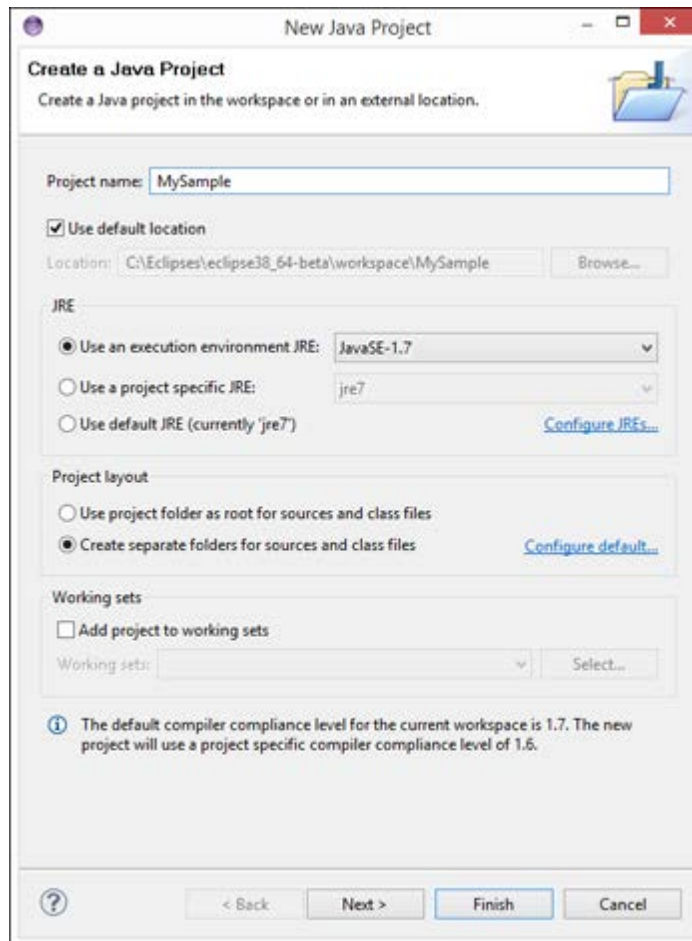 New Java Project
Create a Java Project
Create a Java project in the workspace or in an external location.
Project name: MySample
Use default location
Location: C:\Eclipses\eclipse38_64-beta\workspace\MySample Browse...
JRE
Use an execution environment JRE: JavaSE-1.7
Use a project specific JRE: jre7
Use default JRE (currently 'jre7') Configure JREs...
Project layout
Use project folder as root for sources and class files
Create separate folders for sources and class files Configure default...
Working sets
Add project to working sets
Working sets: Select...
The default compiler compliance level for the current workspace is 1.7. The new
project will use a project specific compiler compliance level of 1.6.
? < Back Next > Finish Cancel